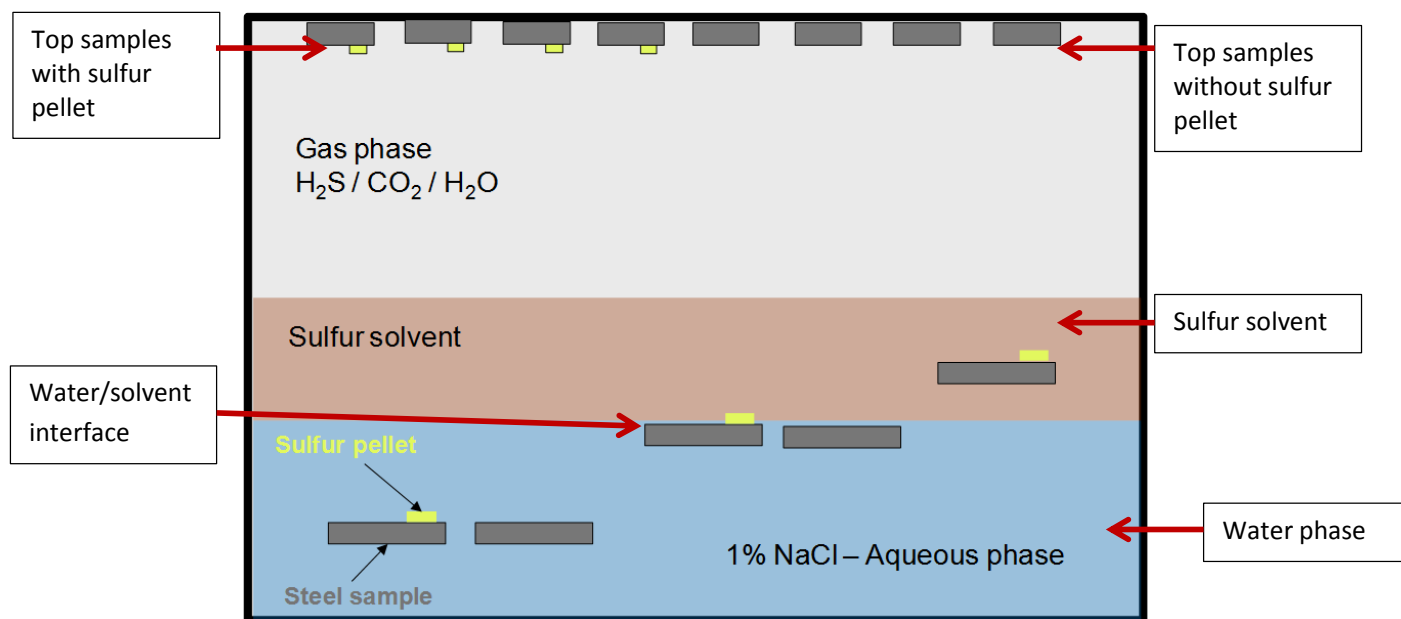 Top samples
with sulfur
pellet
Top samples
without sulfur
pellet
Gas phase
H₂S / CO₂ / H₂O
Sulfur solvent
Sulfur solvent
Water/solvent
interface
Sulfur pellet
Water phase
1% NaCl – Aqueous phase
Steel sample